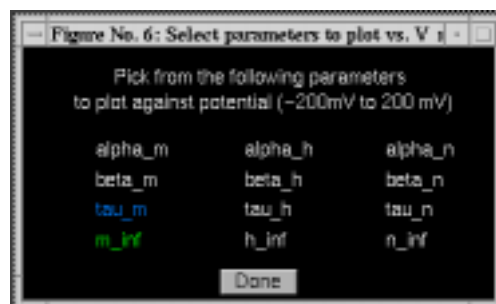 Figure No. 6: Select parameters to plot vs. V
Pick from the following parameters
to plot against potential (-200mV to 200 mV)
alpha_m alpha_h alpha_n
beta_m beta_h beta_n
tau_m tau_h tau_n
m_inf h_inf n_inf
Done